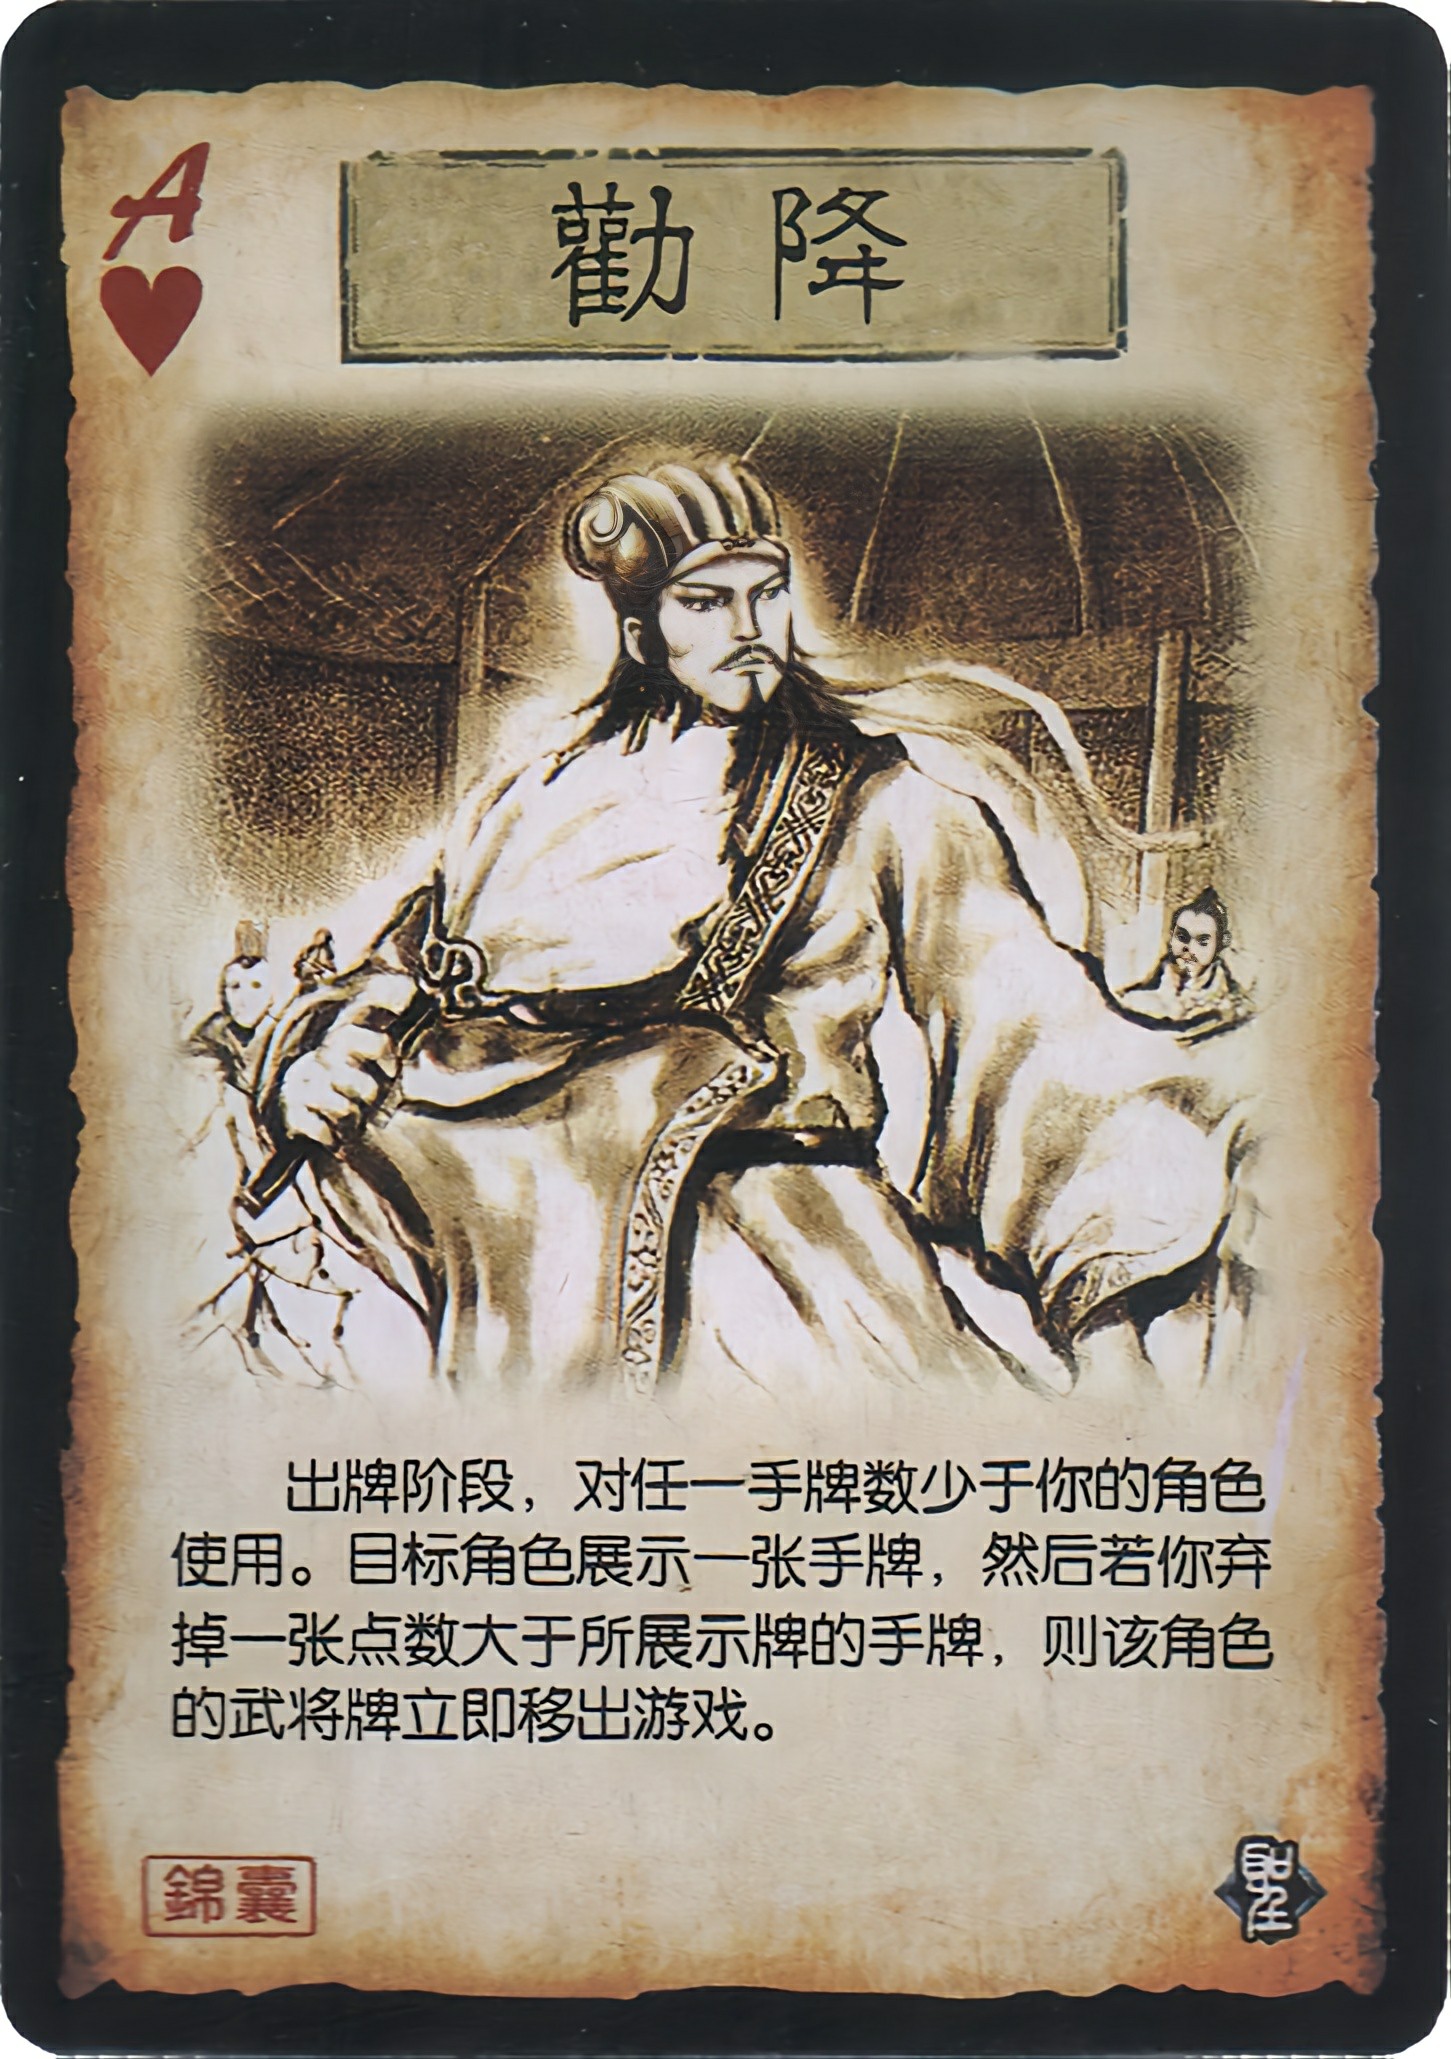 A
勸降
出牌阶段，对任一手牌数少于你的角色
使用。目标角色展示一张手牌，然后若你弃
掉一张点数大于所展示牌的手牌，则该角色
的武将牌立即移出游戏。
錦囊
聖